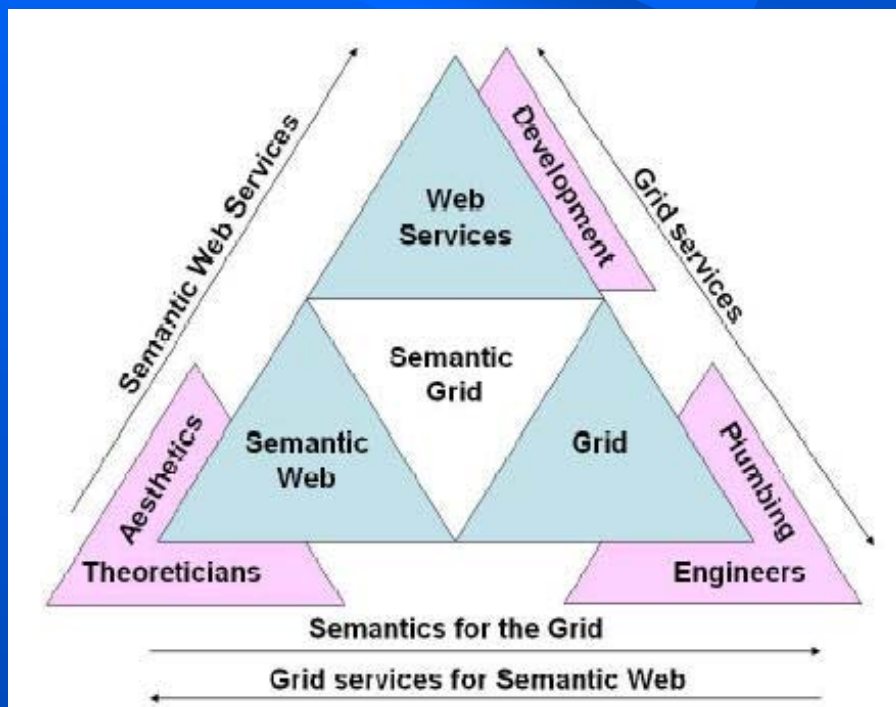 Development
Web
Services
Semantic Web Services
Grid services
Semantic
Grid
Aesthetics
Semantic
Web
Grid
Plumbing
Theoreticians
Engineers
Semantics for the Grid
Grid services for Semantic Web